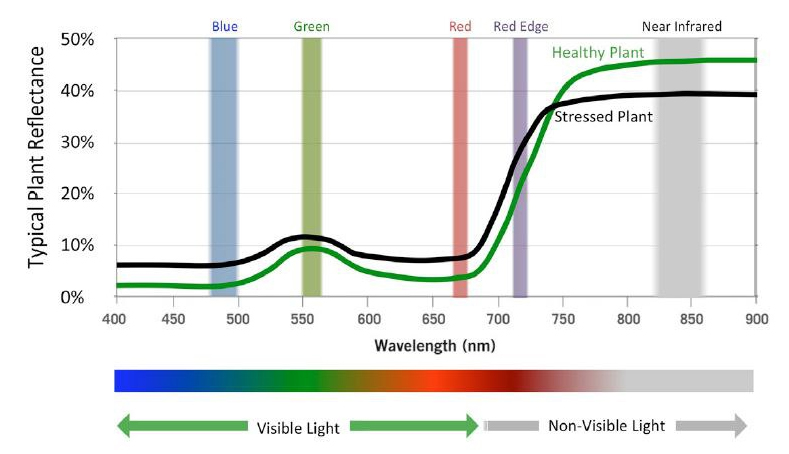 Blue Green Red Red Edge Near Infrared
Typical Plant Reflectance
50%
40%
30%
20%
10%
0%
Healthy Plant
Stressed Plant
400 450 500 550 600 650 700 750 800 850 900
Wavelength (nm)
Visible Light Non-Visible Light